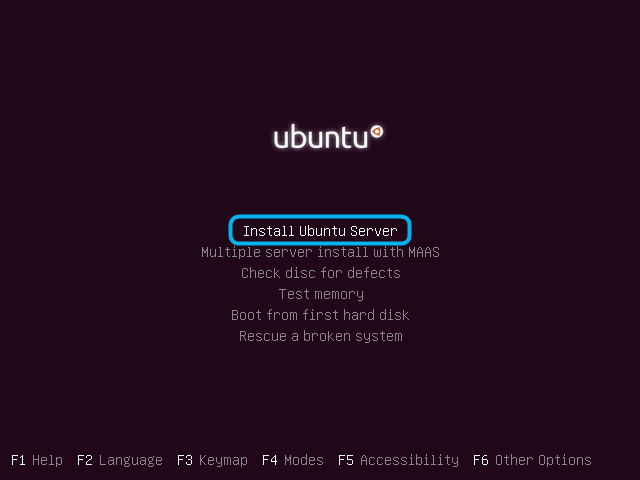 ubuntu
Install Ubuntu Server
Multiple server install with MAAS
Check disc for defects
Test memory
Boot from first hard disk
Rescue a broken system
F1 Help F2 Language F3 Keymap F4 Modes F5 Accessibility F6 Other Options